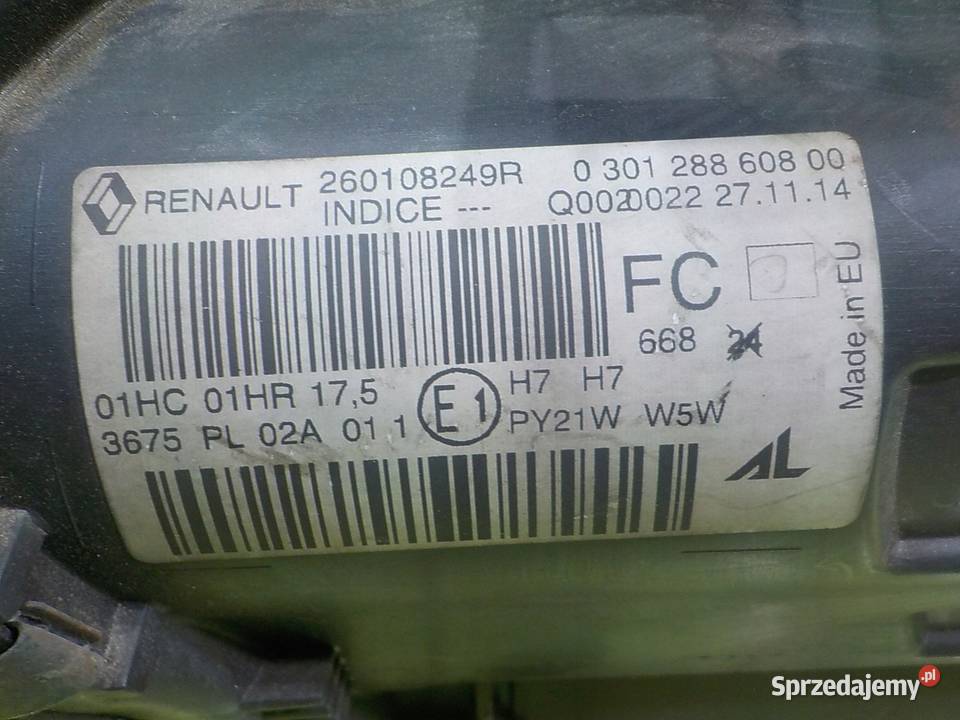 RENAULT 260108249R 0 301 288 608 00
INDICE --- Q0020022 27.11.14
FC
668 24
Made in EU
01HC 01HR 17,5 E1 H7 H7
3675 PL 02A 01 1 PY21W W5W
AL
Sprzedajemy.pl